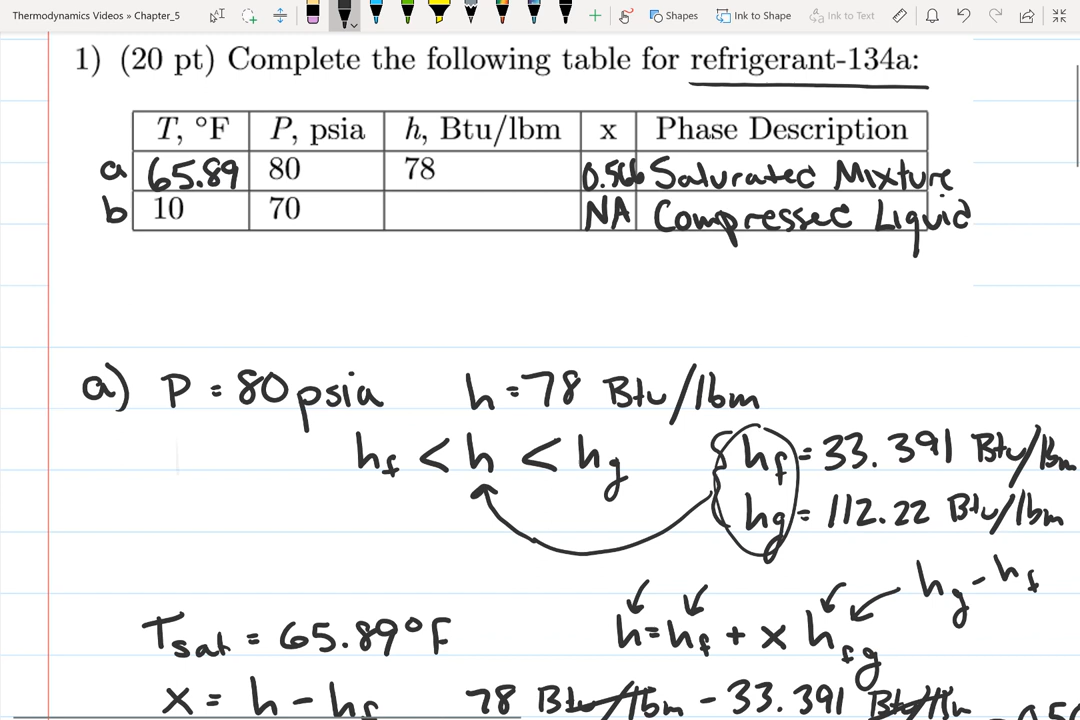 Thermodynamics Videos » Chapter_5 Shapes Ink to Shape Ink to Text
1) (20 pt) Complete the following table for refrigerant-134a:
T, °F P, psia h, Btu/lbm x Phase Description
a 65.89 80 78 0.566 Saturated Mixture
b 10 70 NA Compressed Liquid
a) P = 80 psia h = 78 Btu/lbm
hf < h < hg hf = 33.391 Btu/lbm
hg = 112.22 Btu/lbm
hg - hf
Tsat = 65.89°F h = hf + x hfg
x = h - hf 78 Btu/lbm - 33.391 Btu/lbm